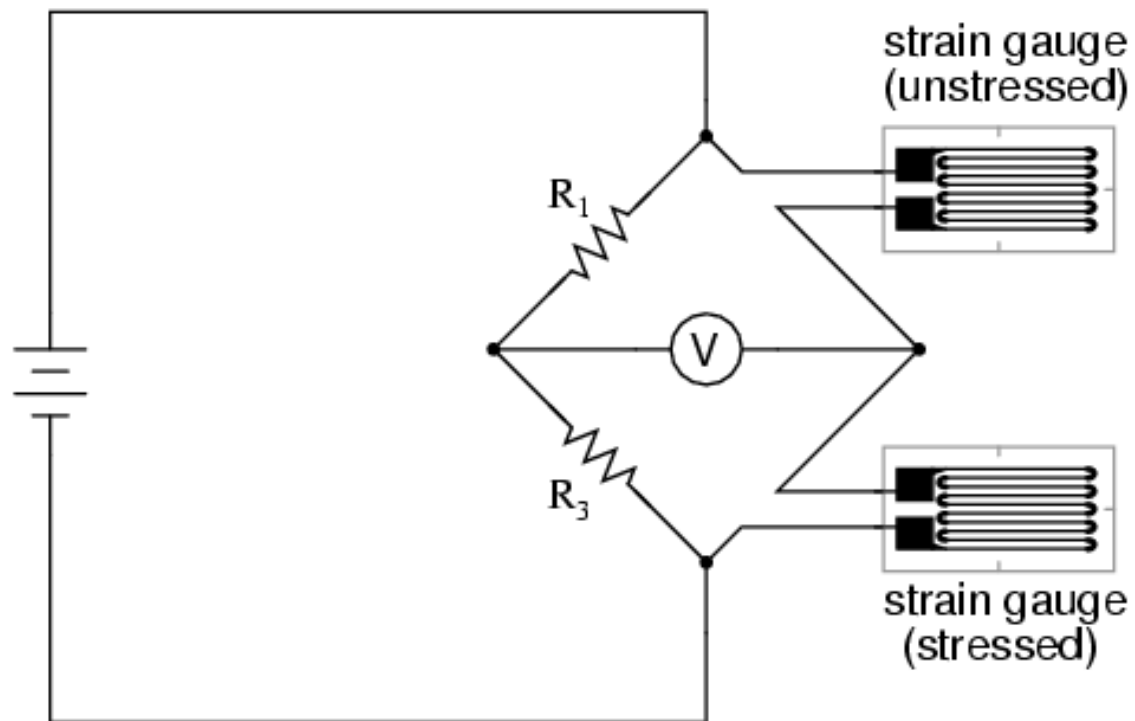 strain gauge
(unstressed)
R1
V
R3
strain gauge
(stressed)